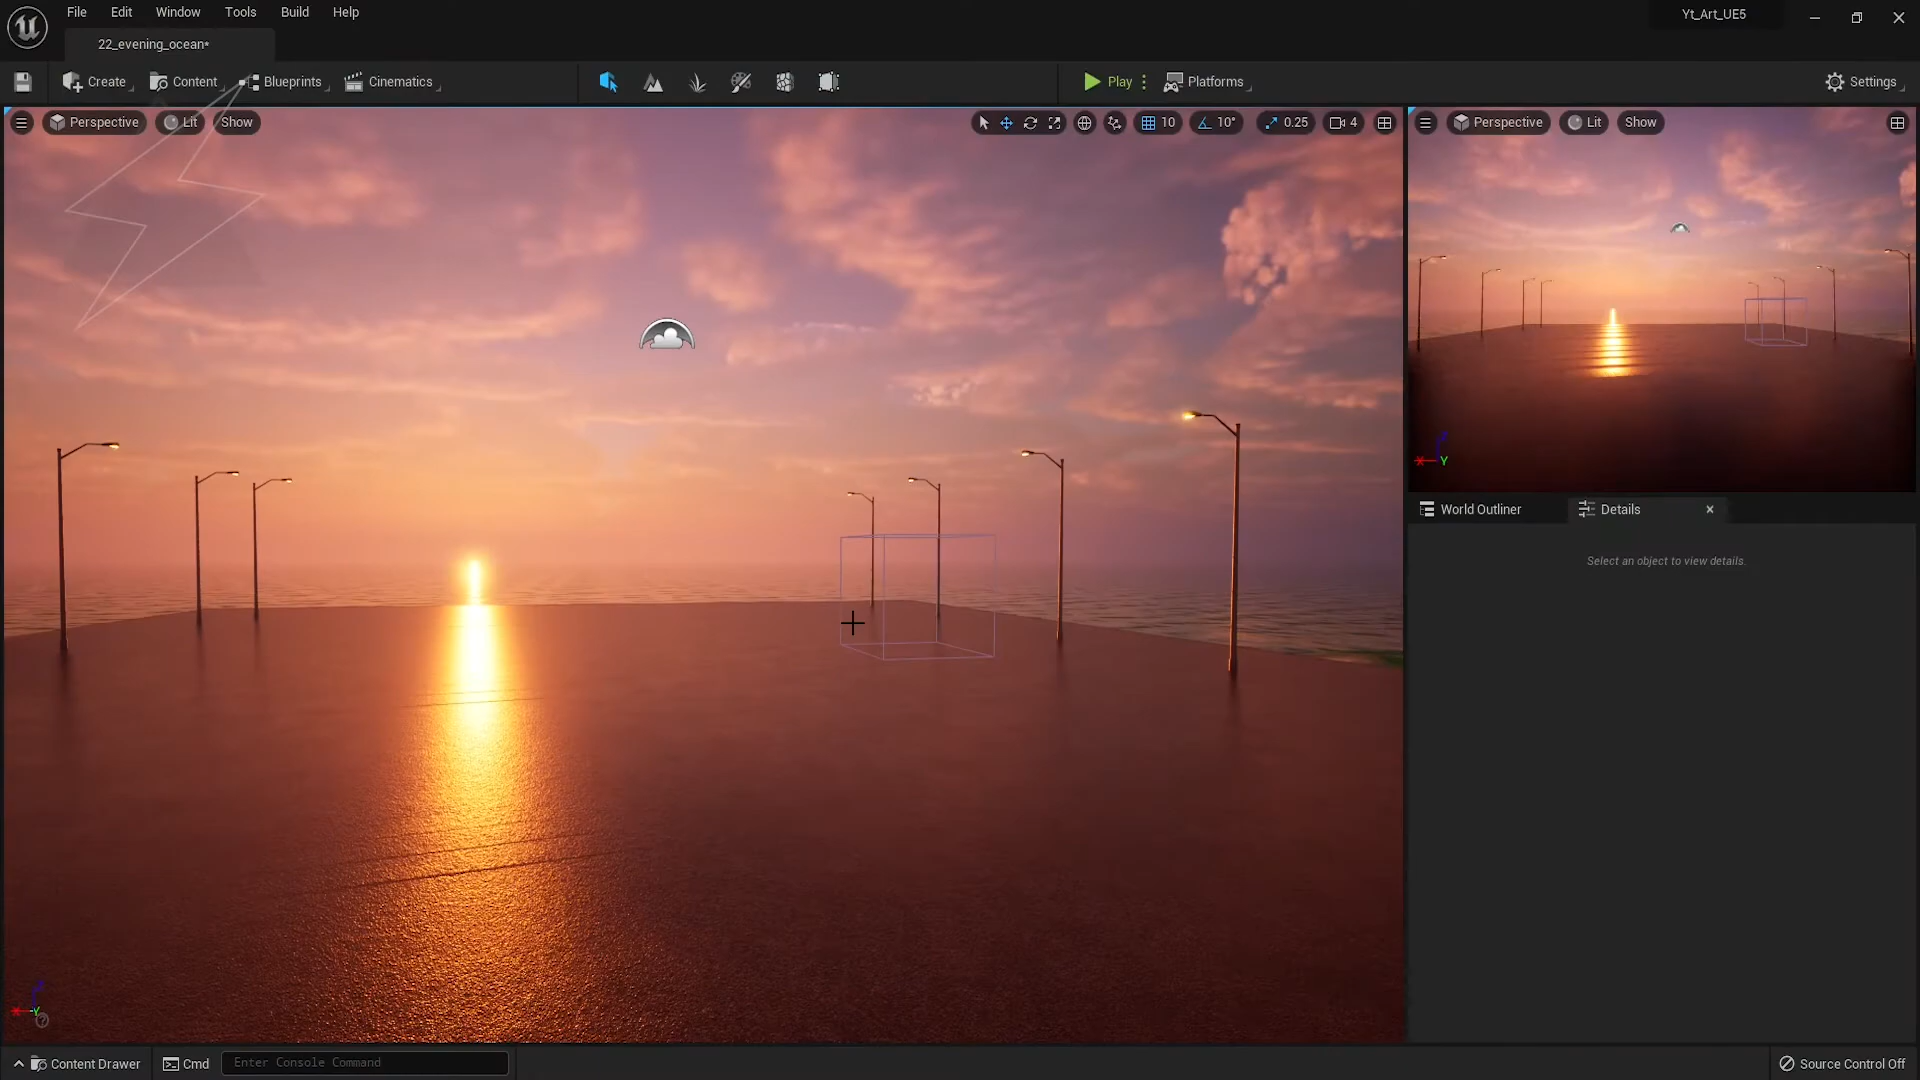 File Edit Window Tools Build Help
Yt_Art_UE5
22_evening_ocean*
Create Content Blueprints Cinematics Play Platforms Settings
Perspective Lit Show 10 10° 0.25 4
Perspective Lit Show
World Outliner Details
Select an object to view details.
X Y Z
X Y Z
Content Drawer Cmd Enter Console Command Source Control Off